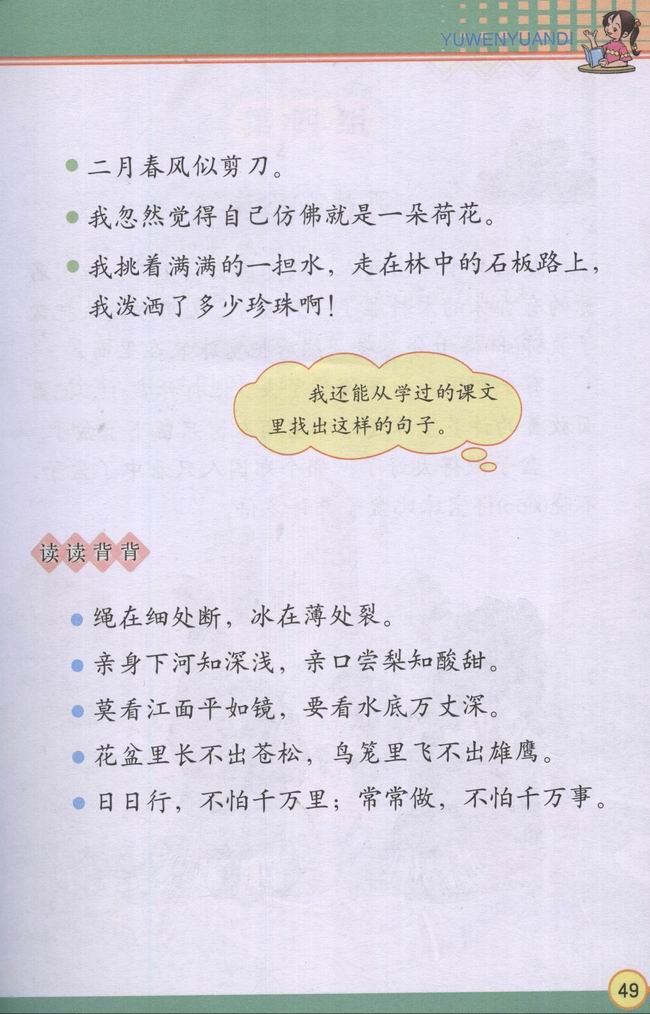 YUWENYUANDI
二月春风似剪刀。
我忽然觉得自己仿佛就是一朵荷花。
我挑着满满的一担水，走在林中的石板路上，
我泼洒了多少珍珠啊！
我还能从学过的课文
里找出这样的句子。
读读背背
绳在细处断，冰在薄处裂。
亲身下河知深浅，亲口尝梨知酸甜。
莫看江面平如镜，要看水底万丈深。
花盆里长不出苍松，鸟笼里飞不出雄鹰。
日日行，不怕千万里；常常做，不怕千万事。
49